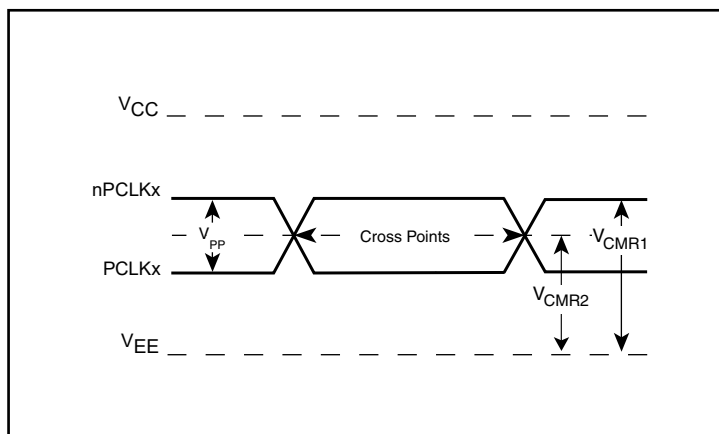 VCC
nPCLKx
VPP
Cross Points
VCMR1
PCLKx
VCMR2
VEE